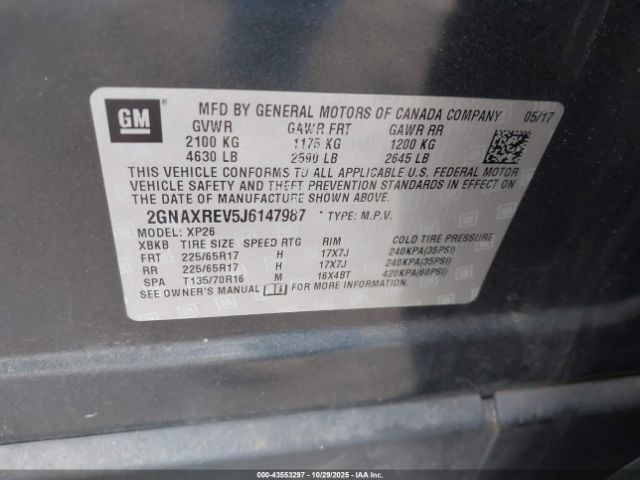 GM
MFD BY GENERAL MOTORS OF CANADA COMPANY 05/17
GVWR GAWR FRT GAWR RR
2100 KG 1175 KG 1200 KG
4630 LB 2590 LB 2645 LB
THIS VEHICLE CONFORMS TO ALL APPLICABLE U.S. FEDERAL MOTOR
VEHICLE SAFETY AND THEFT PREVENTION STANDARDS IN EFFECT ON
THE DATE OF MANUFACTURE SHOWN ABOVE.
2GNAXREV5J6147987 * TYPE: M.P.V.
MODEL: XP26
XBKB TIRE SIZE SPEED RTG RIM COLD TIRE PRESSURE
FRT 225/65R17 H 17X7J 240KPA(35PSI)
RR 225/65R17 H 17X7J 240KPA(35PSI)
SPA T135/70R16 M 16X4BT 420KPA(60PSI)
SEE OWNER'S MANUAL FOR ADDITIONAL INFORMATION.
000-43553297 - 10/29/2025 - IAAI.COM